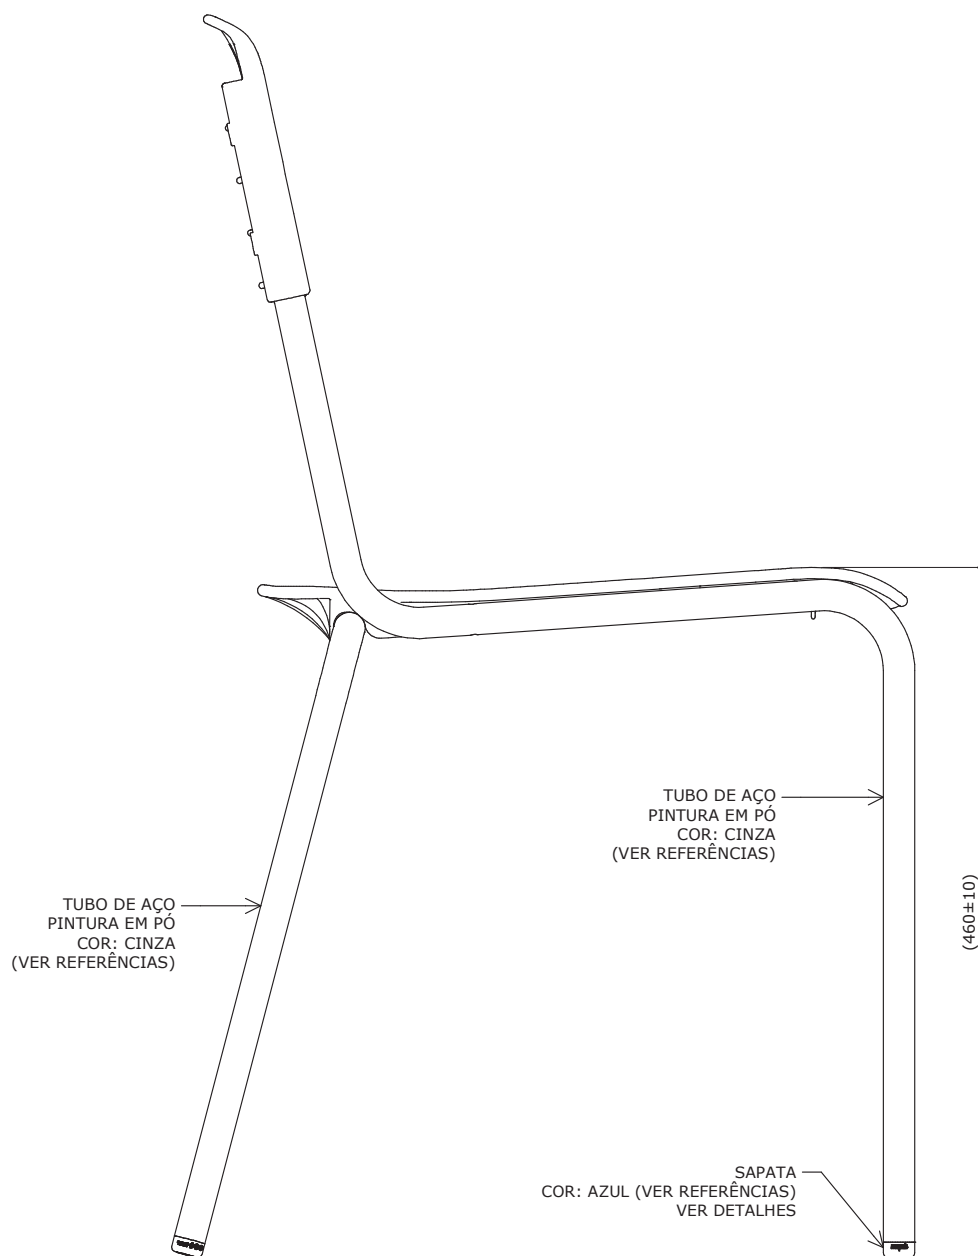 TUBO DE AÇO
PINTURA EM PÓ
COR: CINZA
(VER REFERÊNCIAS)
TUBO DE AÇO
PINTURA EM PÓ
COR: CINZA
(VER REFERÊNCIAS)
(460±10)
SAPATA
COR: AZUL (VER REFERÊNCIAS)
VER DETALHES